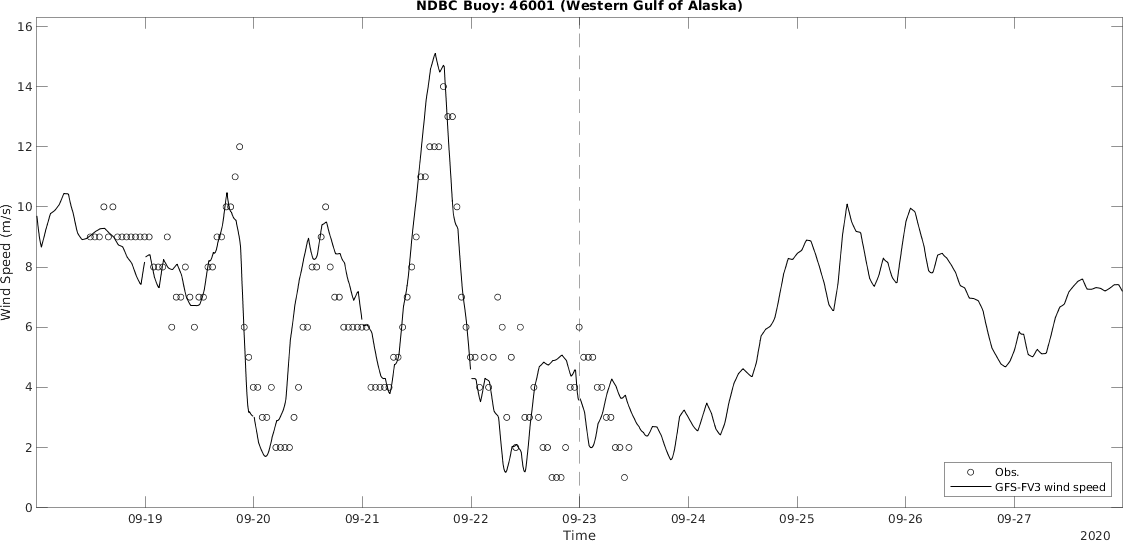 NDBC Buoy: 46001 (Western Gulf of Alaska)
16
14
12
10
8
6
4
2
0
Wind Speed (m/s)
Obs.
GFS-FV3 wind speed
09-19 09-20 09-21 09-22 09-23 09-24 09-25 09-26 09-27
Time
2020